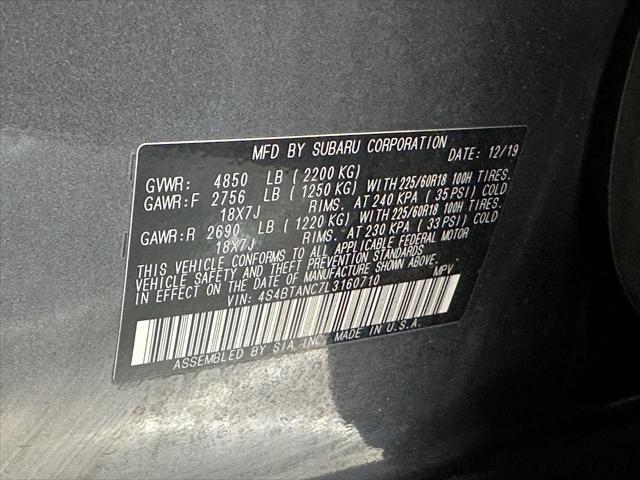 MFD BY SUBARU CORPORATION DATE: 12/19
GVWR: 4850 LB ( 2200 KG)
GAWR:F 2756 LB ( 1250 KG) WITH 225/60R18 100H TIRES.
18X7J RIMS. AT 240 KPA ( 35 PSI) COLD
GAWR:R 2690 LB ( 1220 KG) WITH 225/60R18 100H TIRES.
18X7J RIMS. AT 230 KPA ( 33 PSI) COLD
THIS VEHICLE CONFORMS TO ALL APPLICABLE FEDERAL MOTOR
VEHICLE SAFETY AND THEFT PREVENTION STANDARDS
IN EFFECT ON THE DATE OF MANUFACTURE SHOWN ABOVE.
VIN: 4S4BTANC7L3160710 MPV
ASSEMBLED BY SIA, INC. MADE IN U.S.A.